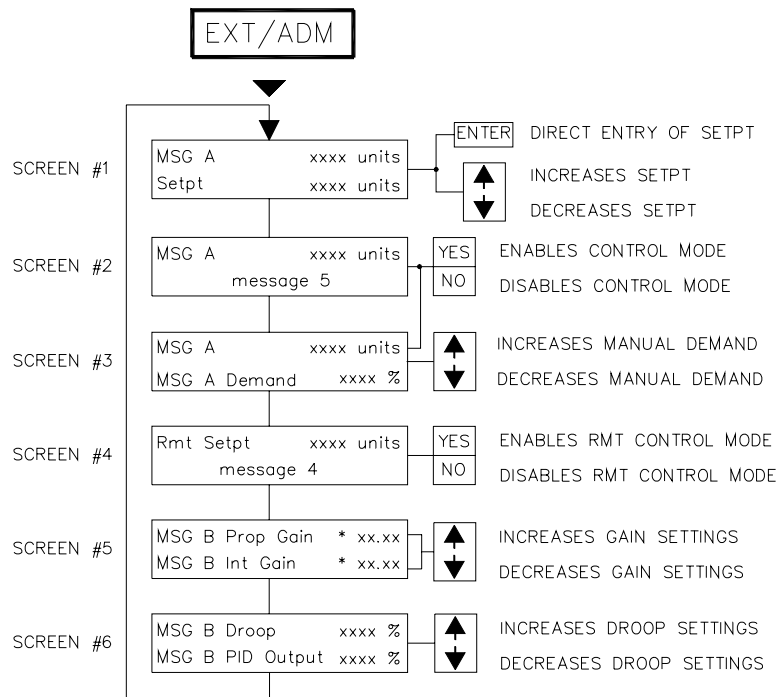 EXT/ADM
SCREEN #1
MSG A xxxx units
Setpt xxxx units
ENTER DIRECT ENTRY OF SETPT
INCREASES SETPT
DECREASES SETPT
SCREEN #2
MSG A xxxx units
message 5
YES ENABLES CONTROL MODE
NO DISABLES CONTROL MODE
SCREEN #3
MSG A xxxx units
MSG A Demand xxxx %
INCREASES MANUAL DEMAND
DECREASES MANUAL DEMAND
SCREEN #4
Rmt Setpt xxxx units
message 4
YES ENABLES RMT CONTROL MODE
NO DISABLES RMT CONTROL MODE
SCREEN #5
MSG B Prop Gain * xx.xx
MSG B Int Gain * xx.xx
INCREASES GAIN SETTINGS
DECREASES GAIN SETTINGS
SCREEN #6
MSG B Droop xxxx %
MSG B PID Output xxxx %
INCREASES DROOP SETTINGS
DECREASES DROOP SETTINGS